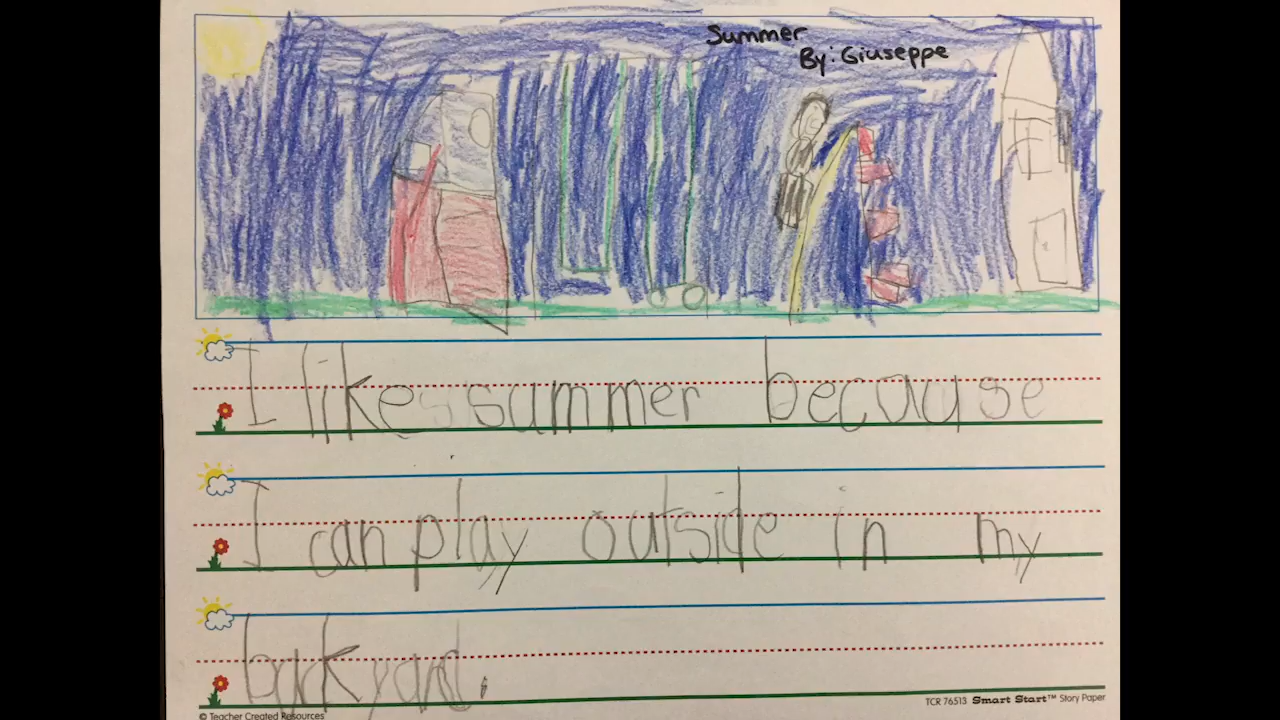 Summer
By: Giuseppe
I like summer because
I can play outside in my
backyard.
TCR 76513 Smart Start™ Story Paper
© Teacher Created Resources